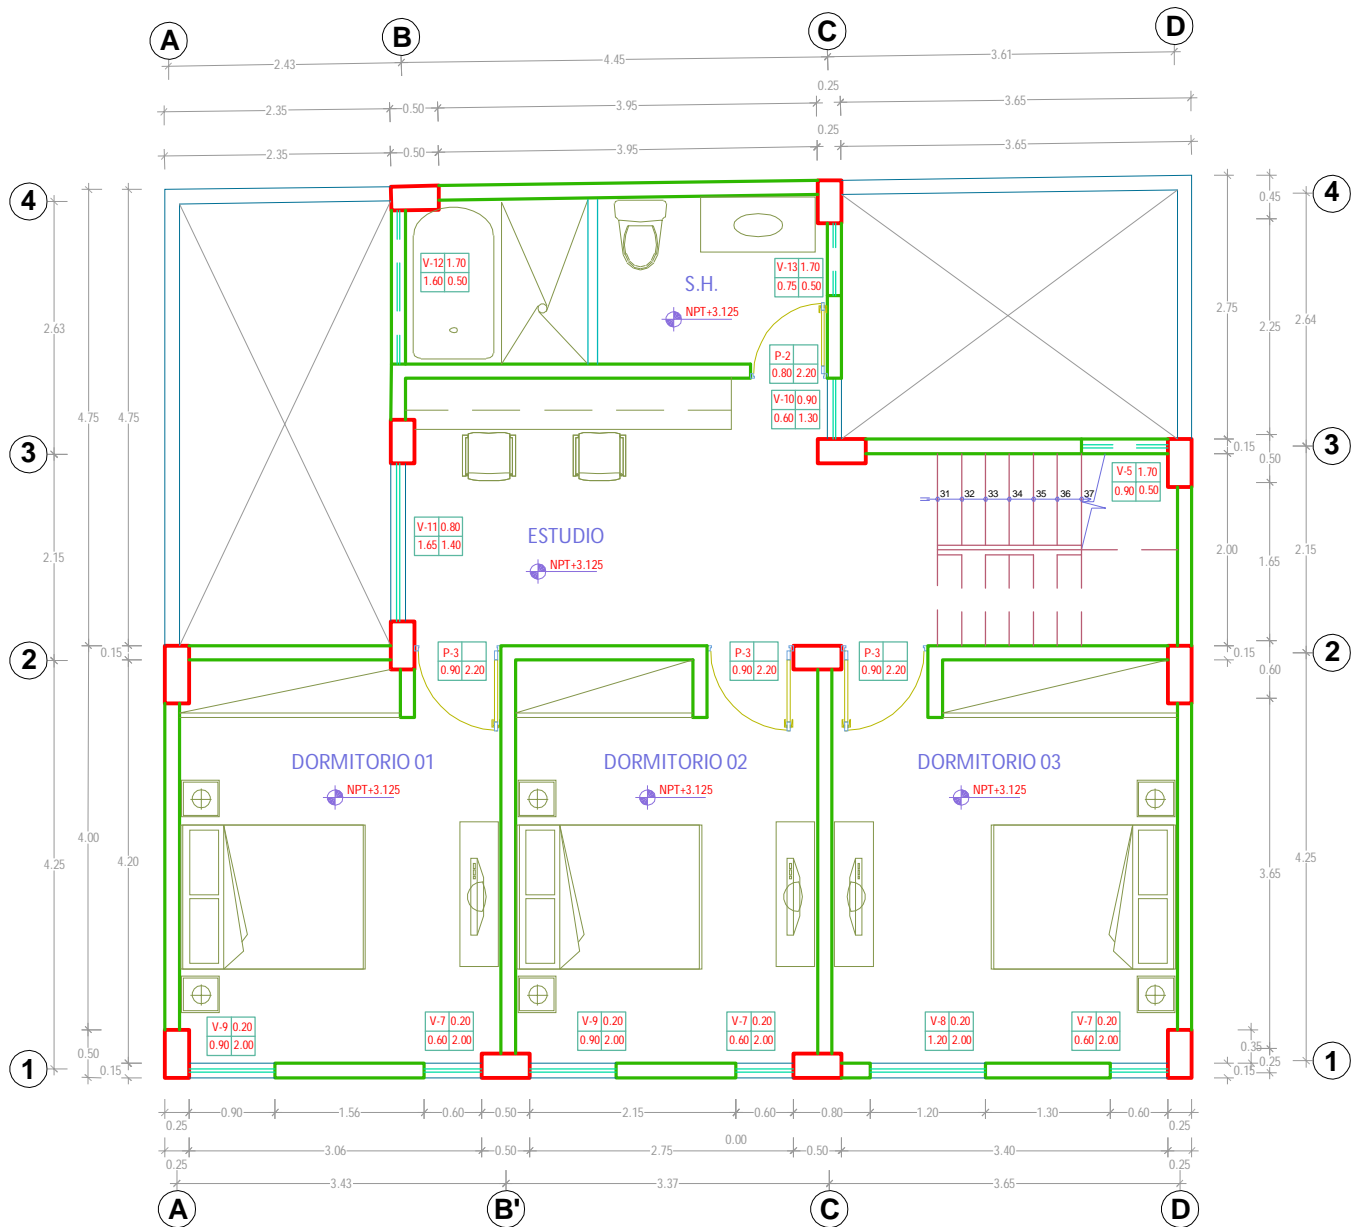 A
B
C
D
2.43
4.45
3.61
0.25
2.35
0.50
3.95
3.65
0.25
2.35
0.50
3.95
3.65
4
4
0.45
V-12 1.70
1.60 0.50
V-13 1.70
0.75 0.50
S.H.
NPT+3.125
2.63
2.75
2.25
2.64
P-2
0.80 2.20
V-10 0.90
0.60 1.30
4.75
4.75
3
3
0.15
0.50
V-5 1.70
0.90 0.50
31
32
33
34
35
36
37
V-11 0.80
1.65 1.40
ESTUDIO
NPT+3.125
2.15
2.00
1.65
2.15
2
2
0.15
0.15
0.60
P-3
0.90 2.20
P-3
0.90 2.20
P-3
0.90 2.20
DORMITORIO 01
DORMITORIO 02
DORMITORIO 03
NPT+3.125
NPT+3.125
NPT+3.125
4.00
4.25
4.20
3.65
4.25
V-9 0.20
0.90 2.00
V-7 0.20
0.60 2.00
V-9 0.20
0.90 2.00
V-7 0.20
0.60 2.00
V-8 0.20
1.20 2.00
V-7 0.20
0.60 2.00
0.50
0.15
0.35
0.25
0.15
1
1
0.90
1.56
0.60
0.50
2.15
0.60
0.80
1.20
1.30
0.60
0.25
0.25
0.00
3.06
0.50
2.75
0.50
3.40
0.25
0.25
3.43
3.37
3.65
A
B'
C
D